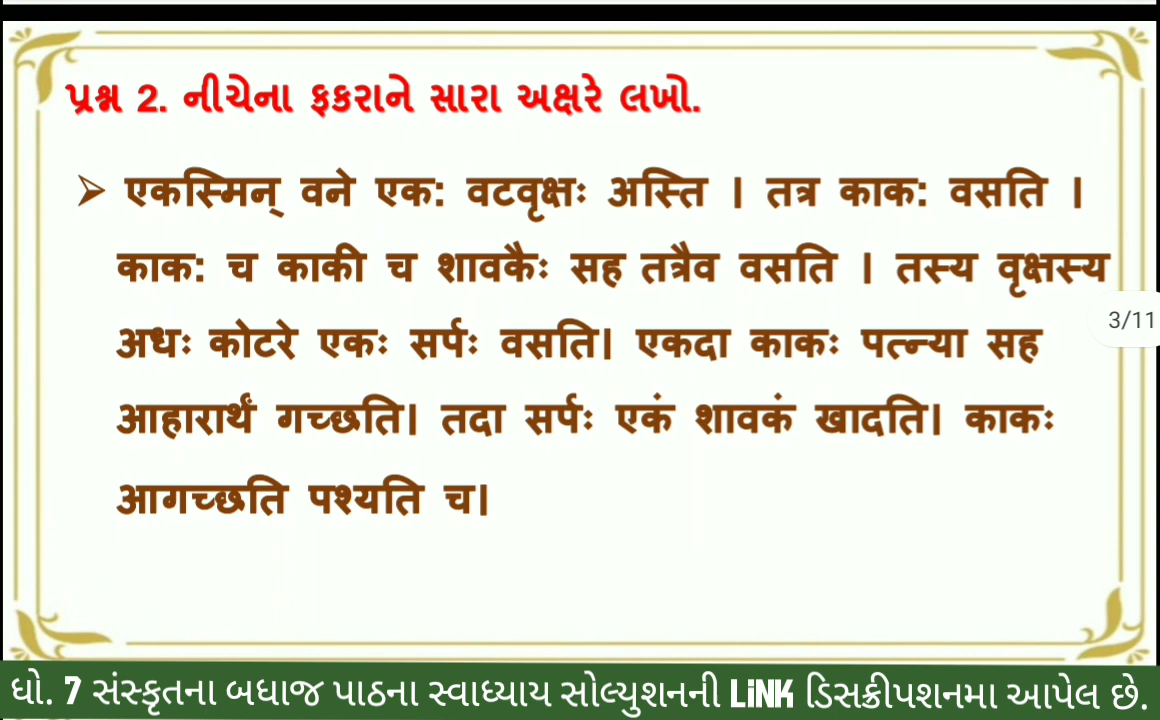 પ્રશ્ન 2. નીચેના ફકરાને સારા અક્ષરે લખો.
➢ एकस्मिन् वने एक: वटवृक्षः अस्ति । तत्र काक: वसति ।
काक: च काकी च शावकैः सह तत्रैव वसति । तस्य वृक्षस्य
अधः कोटरे एकः सर्पः वसति। एकदा काकः पत्न्या सह
आहारार्थं गच्छति। तदा सर्पः एकं शावकं खादति। काकः
आगच्छति पश्यति च।
3/11
ધો. 7 સંસ્કૃતના બધાજ પાઠના સ્વાધ્યાય સોલ્યુશનની LiNK ડિસક્રીપશનમા આપેલ છે.